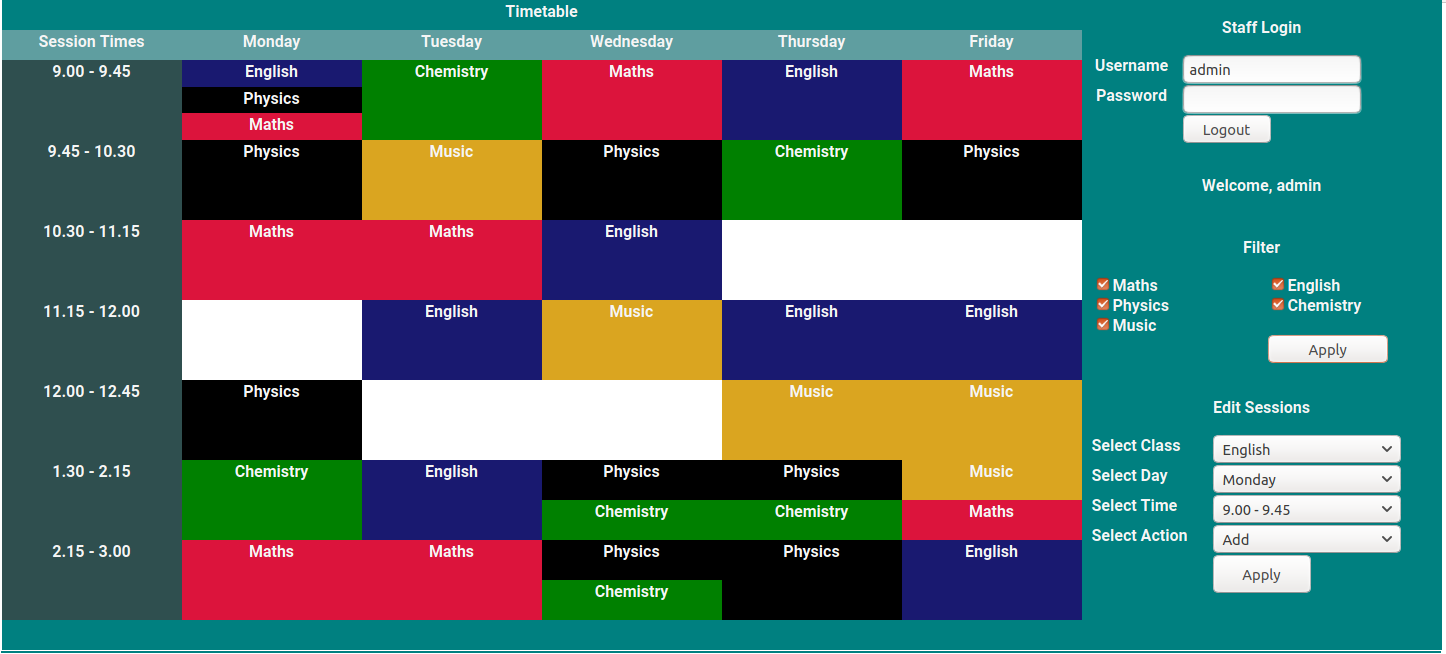 Timetable
Session Times Monday Tuesday Wednesday Thursday Friday
9.00 - 9.45 English Chemistry Maths English Maths
Physics
Maths
9.45 - 10.30 Physics Music Physics Chemistry Physics
10.30 - 11.15 Maths Maths English
11.15 - 12.00 English Music English English
12.00 - 12.45 Physics Music Music
1.30 - 2.15 Chemistry English Physics Physics Music
Chemistry Chemistry Maths
2.15 - 3.00 Maths Maths Physics Physics English
Chemistry
Staff Login
Username admin
Password
Logout
Welcome, admin
Filter
Maths English
Physics Chemistry
Music
Apply
Edit Sessions
Select Class English
Select Day Monday
Select Time 9.00 - 9.45
Select Action Add
Apply